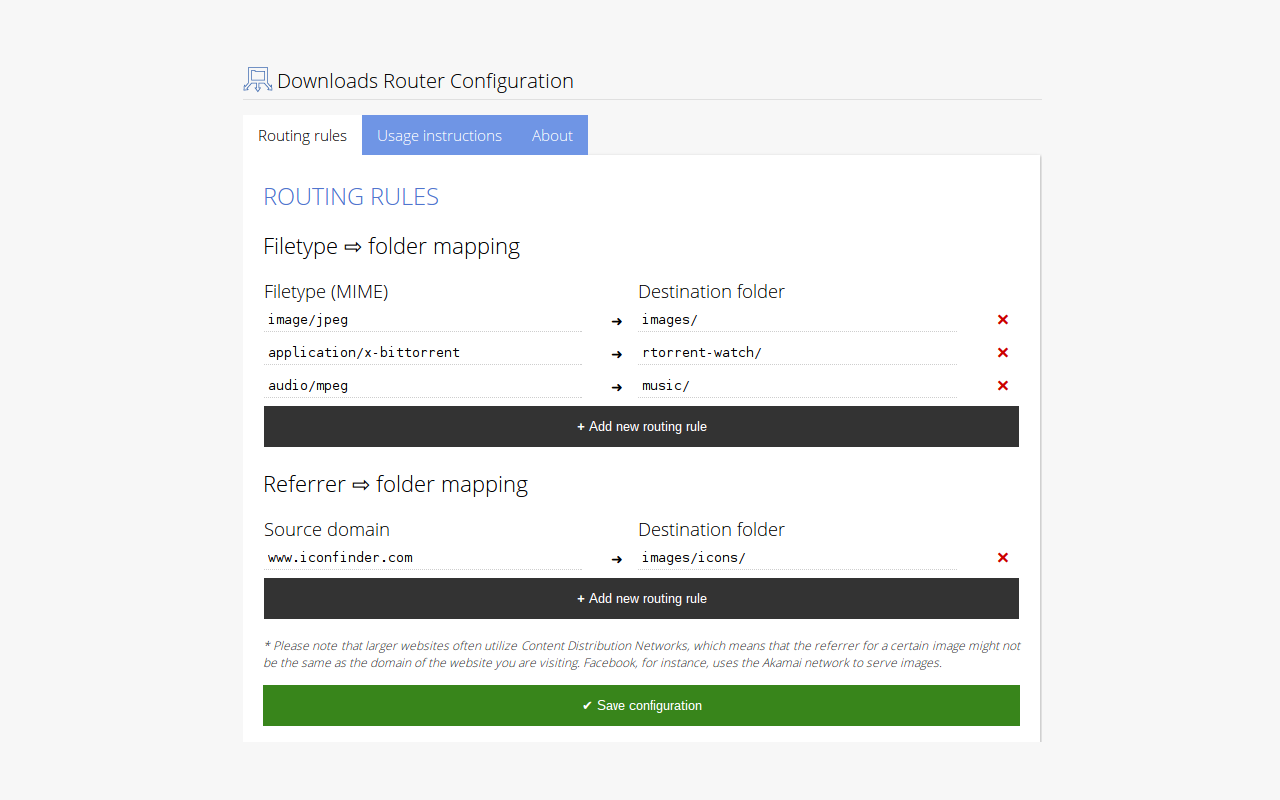 Downloads Router Configuration
Routing rules Usage instructions About
ROUTING RULES
Filetype ⇨ folder mapping
Filetype (MIME) Destination folder
image/jpeg ➜ images/ ✕
application/x-bittorrent ➜ rtorrent-watch/ ✕
audio/mpeg ➜ music/ ✕
+ Add new routing rule
Referrer ⇨ folder mapping
Source domain Destination folder
www.iconfinder.com ➜ images/icons/ ✕
+ Add new routing rule
* Please note that larger websites often utilize Content Distribution Networks, which means that the referrer for a certain image might not
be the same as the domain of the website you are visiting. Facebook, for instance, uses the Akamai network to serve images.
✔ Save configuration